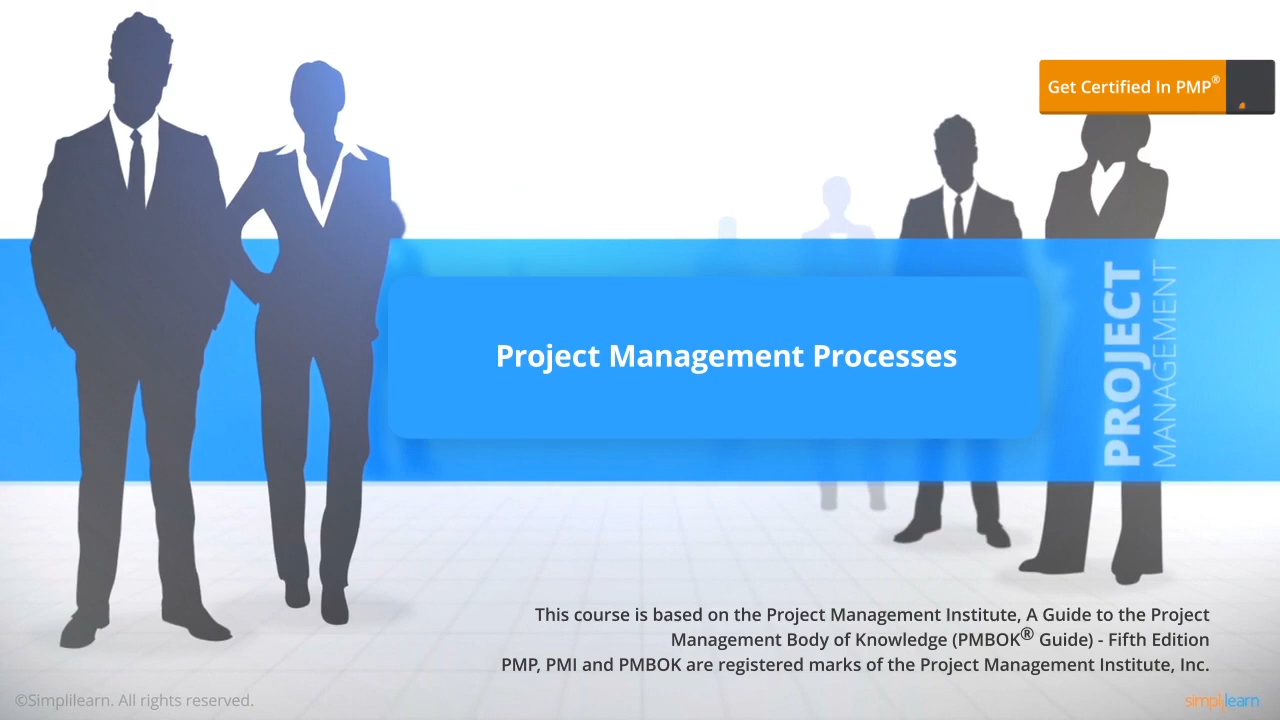 Get Certified In PMP®
Project Management Processes
PROJECT
MANAGEMENT
This course is based on the Project Management Institute, A Guide to the Project
Management Body of Knowledge (PMBOK® Guide) - Fifth Edition
PMP, PMI and PMBOK are registered marks of the Project Management Institute, Inc.
©Simplilearn. All rights reserved.
simplilearn